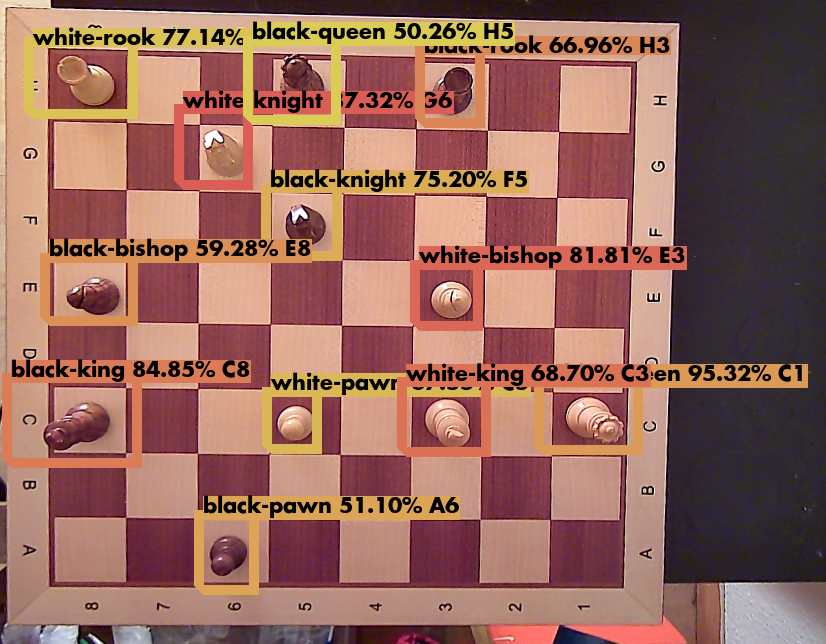 white-rook 77.14%
black-queen 50.26% H5
black-rook 66.96% H3
white-knight 87.32% G6
black-knight 75.20% F5
black-bishop 59.28% E8
white-bishop 81.81% E3
black-king 84.85% C8
white-pawn
white-king 68.70% C3
een 95.32% C1
black-pawn 51.10% A6
H
G
F
E
D
C
B
A
H
G
F
E
D
C
B
A
8 7 6 5 4 3 2 1